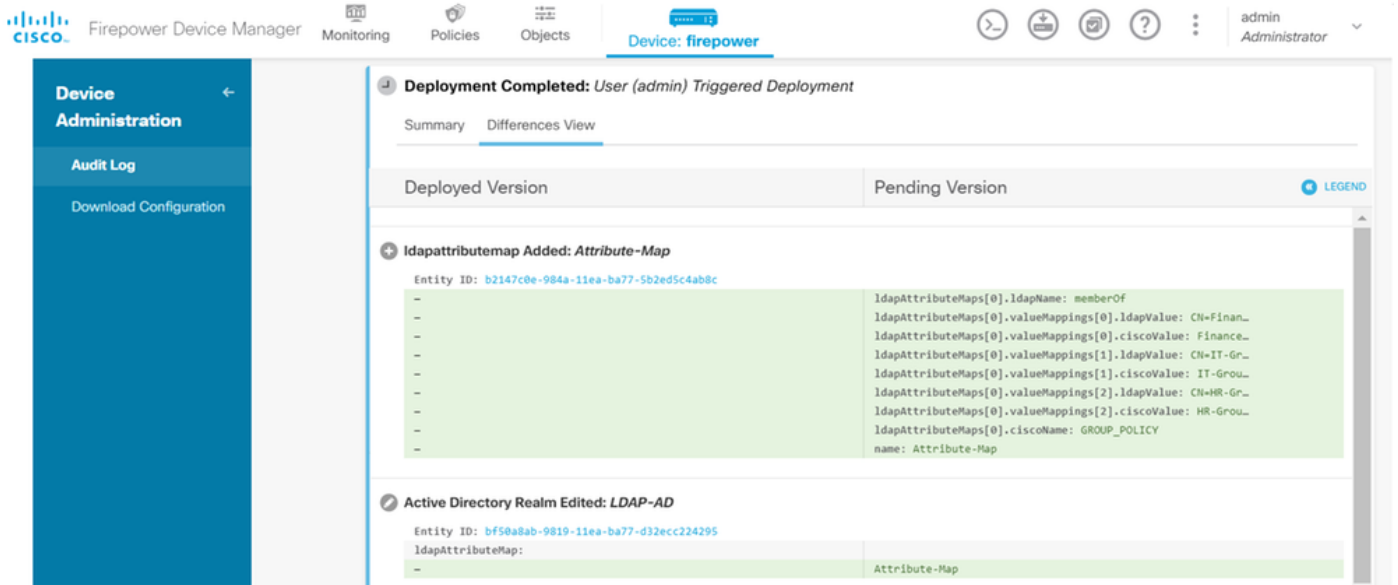 CISCO
Firepower Device Manager
Monitoring
Policies
Objects
Device: firepower
admin
Administrator
Device
Administration
Audit Log
Download Configuration
Deployment Completed: User (admin) Triggered Deployment
Summary Differences View
Deployed Version Pending Version LEGEND
ldapattributemap Added: Attribute-Map
Entity ID: b2147c0e-984a-11ea-ba77-5b2ed5c4ab8c
– ldapAttributeMaps[0].ldapName: memberOf
– ldapAttributeMaps[0].valueMappings[0].ldapValue: CN=Finan…
– ldapAttributeMaps[0].valueMappings[0].ciscoValue: Finance…
– ldapAttributeMaps[0].valueMappings[1].ldapValue: CN=IT-Gr…
– ldapAttributeMaps[0].valueMappings[1].ciscoValue: IT-Grou…
– ldapAttributeMaps[0].valueMappings[2].ldapValue: CN=HR-Gr…
– ldapAttributeMaps[0].valueMappings[2].ciscoValue: HR-Grou…
– ldapAttributeMaps[0].ciscoName: GROUP_POLICY
– name: Attribute-Map
Active Directory Realm Edited: LDAP-AD
Entity ID: bf50a8ab-9819-11ea-ba77-d32ecc224295
ldapAttributeMap:
– Attribute-Map